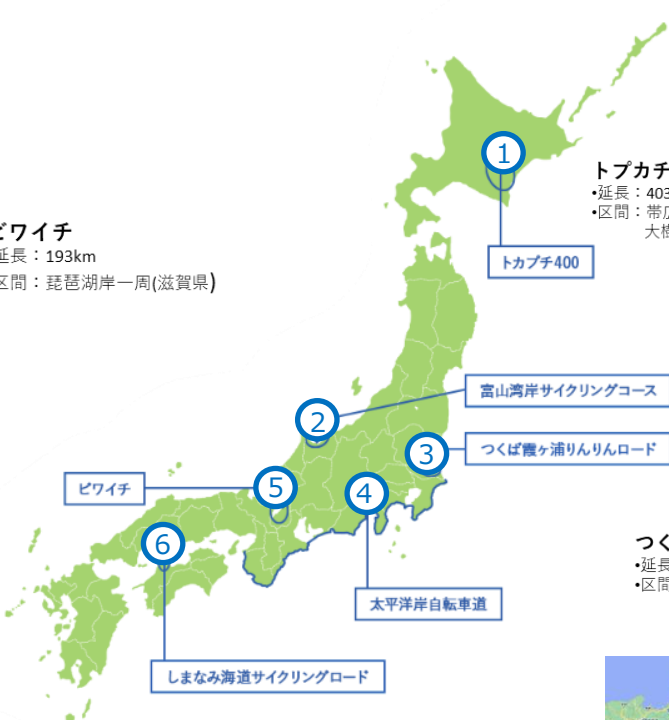 ①
トプカチ
•延長：403
•区間：帯広
大樹
トカプチ400
ビワイチ
延長：193km
区間：琵琶湖岸一周(滋賀県)
富山湾岸サイクリングコース
②
③
つくば霞ヶ浦りんりんロード
ビワイチ
⑤
④
⑥
つく
•延長
•区間
太平洋岸自転車道
しまなみ海道サイクリングロード